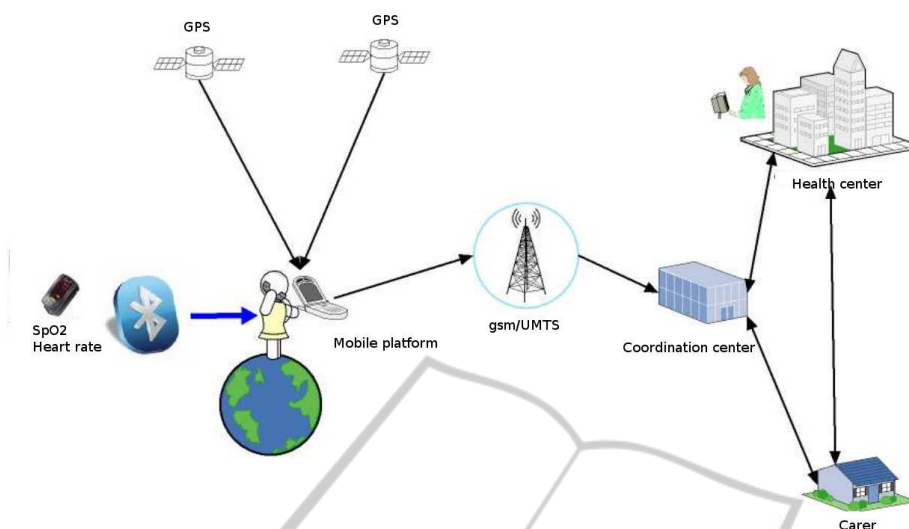 GPS
GPS
Health center
SpO2
Heart rate
Mobile platform
gsm/UMTS
Coordination center
Carer